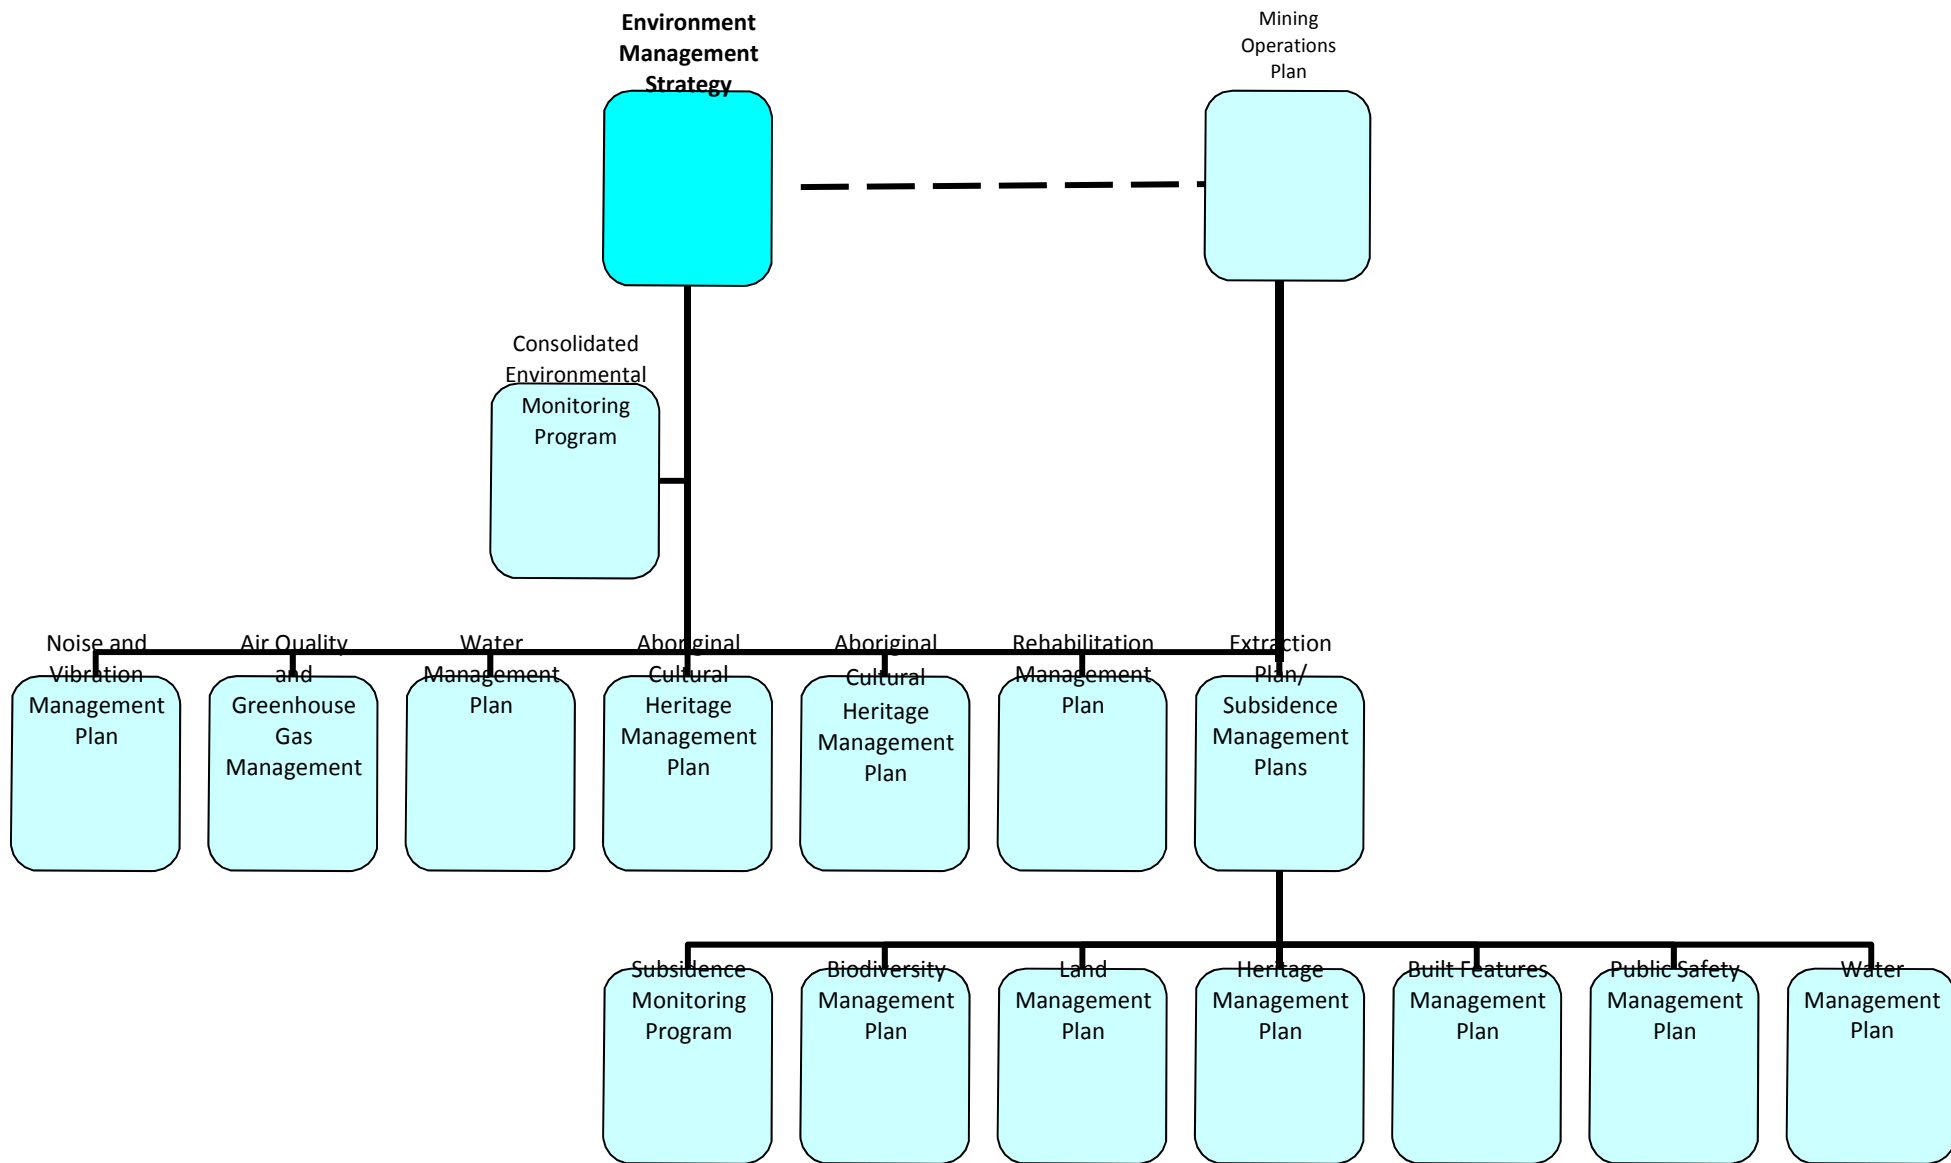 Environment
Management
Strategy
Mining
Operations
Plan
Consolidated
Environmental
Monitoring
Program
Noise and
Vibration
Management
Plan
Air Quality
and
Greenhouse
Gas
Management
Water
Management
Plan
Aboriginal
Cultural
Heritage
Management
Plan
Aboriginal
Cultural
Heritage
Management
Plan
Rehabilitation
Management
Plan
Extraction
Plan/
Subsidence
Management
Plans
Subsidence
Monitoring
Program
Biodiversity
Management
Plan
Land
Management
Plan
Heritage
Management
Plan
Built Features
Management
Plan
Public Safety
Management
Plan
Water
Management
Plan